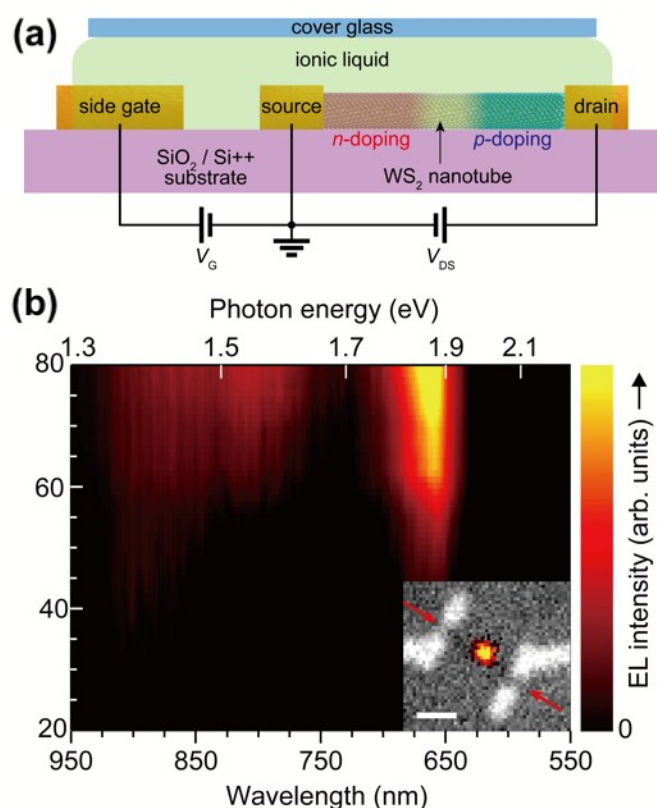 (a)
cover glass
ionic liquid
side gate
source
drain
n-doping
p-doping
SiO₂ / Si++
substrate
WS₂ nanotube
V_G
V_DS
(b)
Photon energy (eV)
1.3 1.5 1.7 1.9 2.1
80
60
40
20
950 850 750 650 550
Wavelength (nm)
EL intensity (arb. units)
0